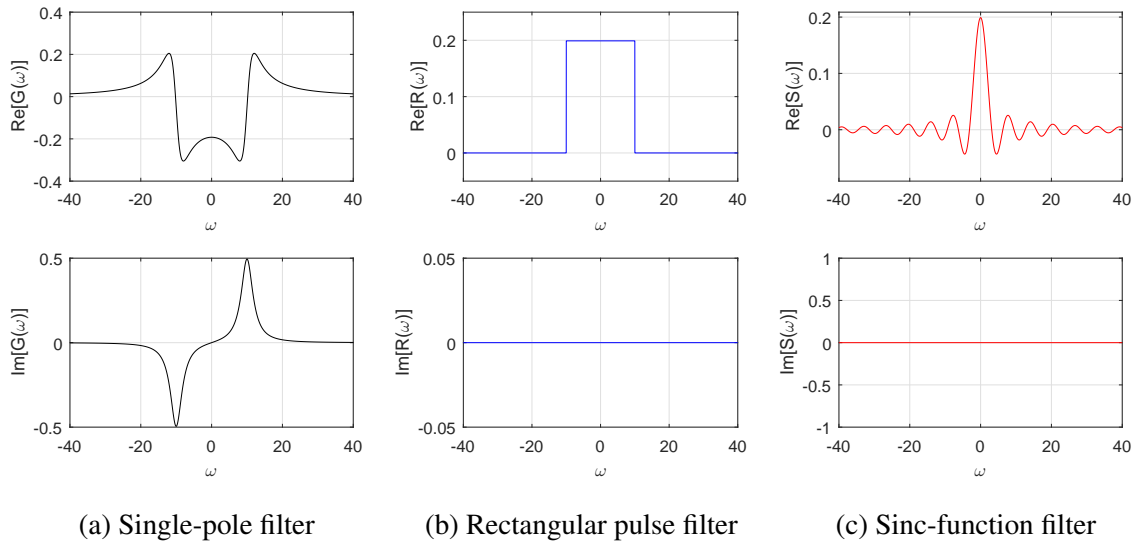 0.4
0.2
0
-0.2
-0.4
Re[G(ω)]
-40 -20 0 20 40
ω
0.2
0.1
0
Re[R(ω)]
-40 -20 0 20 40
ω
0.2
0.1
0
Re[S(ω)]
-40 -20 0 20 40
ω
0.5
0
-0.5
Im[G(ω)]
-40 -20 0 20 40
ω
0.05
0
-0.05
Im[R(ω)]
-40 -20 0 20 40
ω
1
0.5
0
-0.5
-1
Im[S(ω)]
-40 -20 0 20 40
ω
(a) Single-pole filter
(b) Rectangular pulse filter
(c) Sinc-function filter